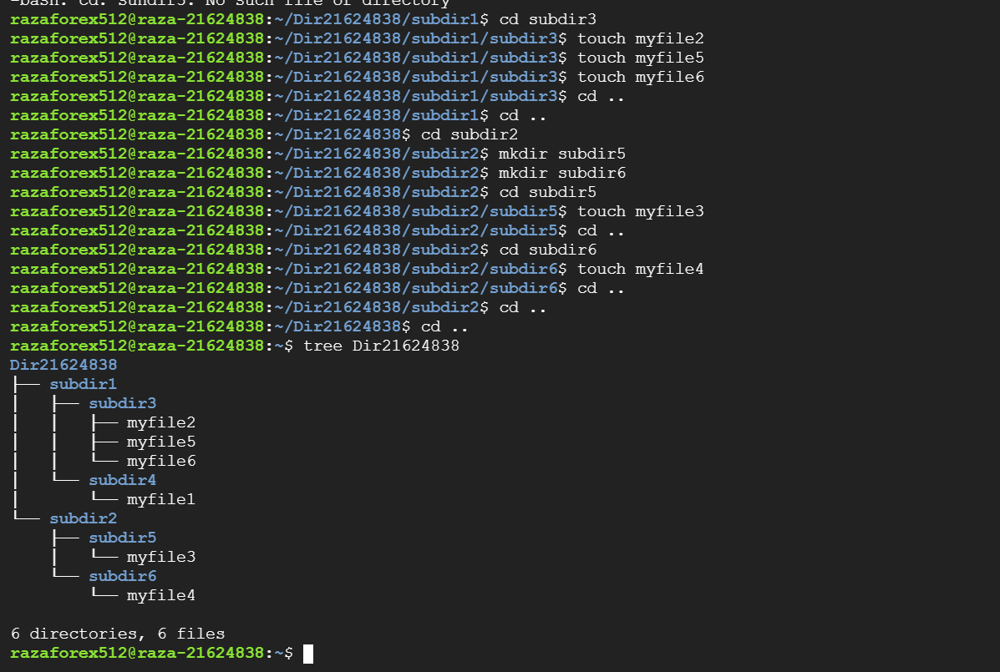 -bash: cd: sundir3: No such file or directory
razaforex512@raza-21624838:~/Dir21624838/subdir1$ cd subdir3
razaforex512@raza-21624838:~/Dir21624838/subdir1/subdir3$ touch myfile2
razaforex512@raza-21624838:~/Dir21624838/subdir1/subdir3$ touch myfile5
razaforex512@raza-21624838:~/Dir21624838/subdir1/subdir3$ touch myfile6
razaforex512@raza-21624838:~/Dir21624838/subdir1/subdir3$ cd ..
razaforex512@raza-21624838:~/Dir21624838/subdir1$ cd ..
razaforex512@raza-21624838:~/Dir21624838$ cd subdir2
razaforex512@raza-21624838:~/Dir21624838/subdir2$ mkdir subdir5
razaforex512@raza-21624838:~/Dir21624838/subdir2$ mkdir subdir6
razaforex512@raza-21624838:~/Dir21624838/subdir2$ cd subdir5
razaforex512@raza-21624838:~/Dir21624838/subdir2/subdir5$ touch myfile3
razaforex512@raza-21624838:~/Dir21624838/subdir2/subdir5$ cd ..
razaforex512@raza-21624838:~/Dir21624838/subdir2$ cd subdir6
razaforex512@raza-21624838:~/Dir21624838/subdir2/subdir6$ touch myfile4
razaforex512@raza-21624838:~/Dir21624838/subdir2/subdir6$ cd ..
razaforex512@raza-21624838:~/Dir21624838/subdir2$ cd ..
razaforex512@raza-21624838:~/Dir21624838$ cd ..
razaforex512@raza-21624838:~$ tree Dir21624838
Dir21624838
├── subdir1
│   ├── subdir3
│   │   ├── myfile2
│   │   ├── myfile5
│   │   └── myfile6
│   └── subdir4
│       └── myfile1
└── subdir2
    ├── subdir5
    │   └── myfile3
    └── subdir6
        └── myfile4

6 directories, 6 files
razaforex512@raza-21624838:~$